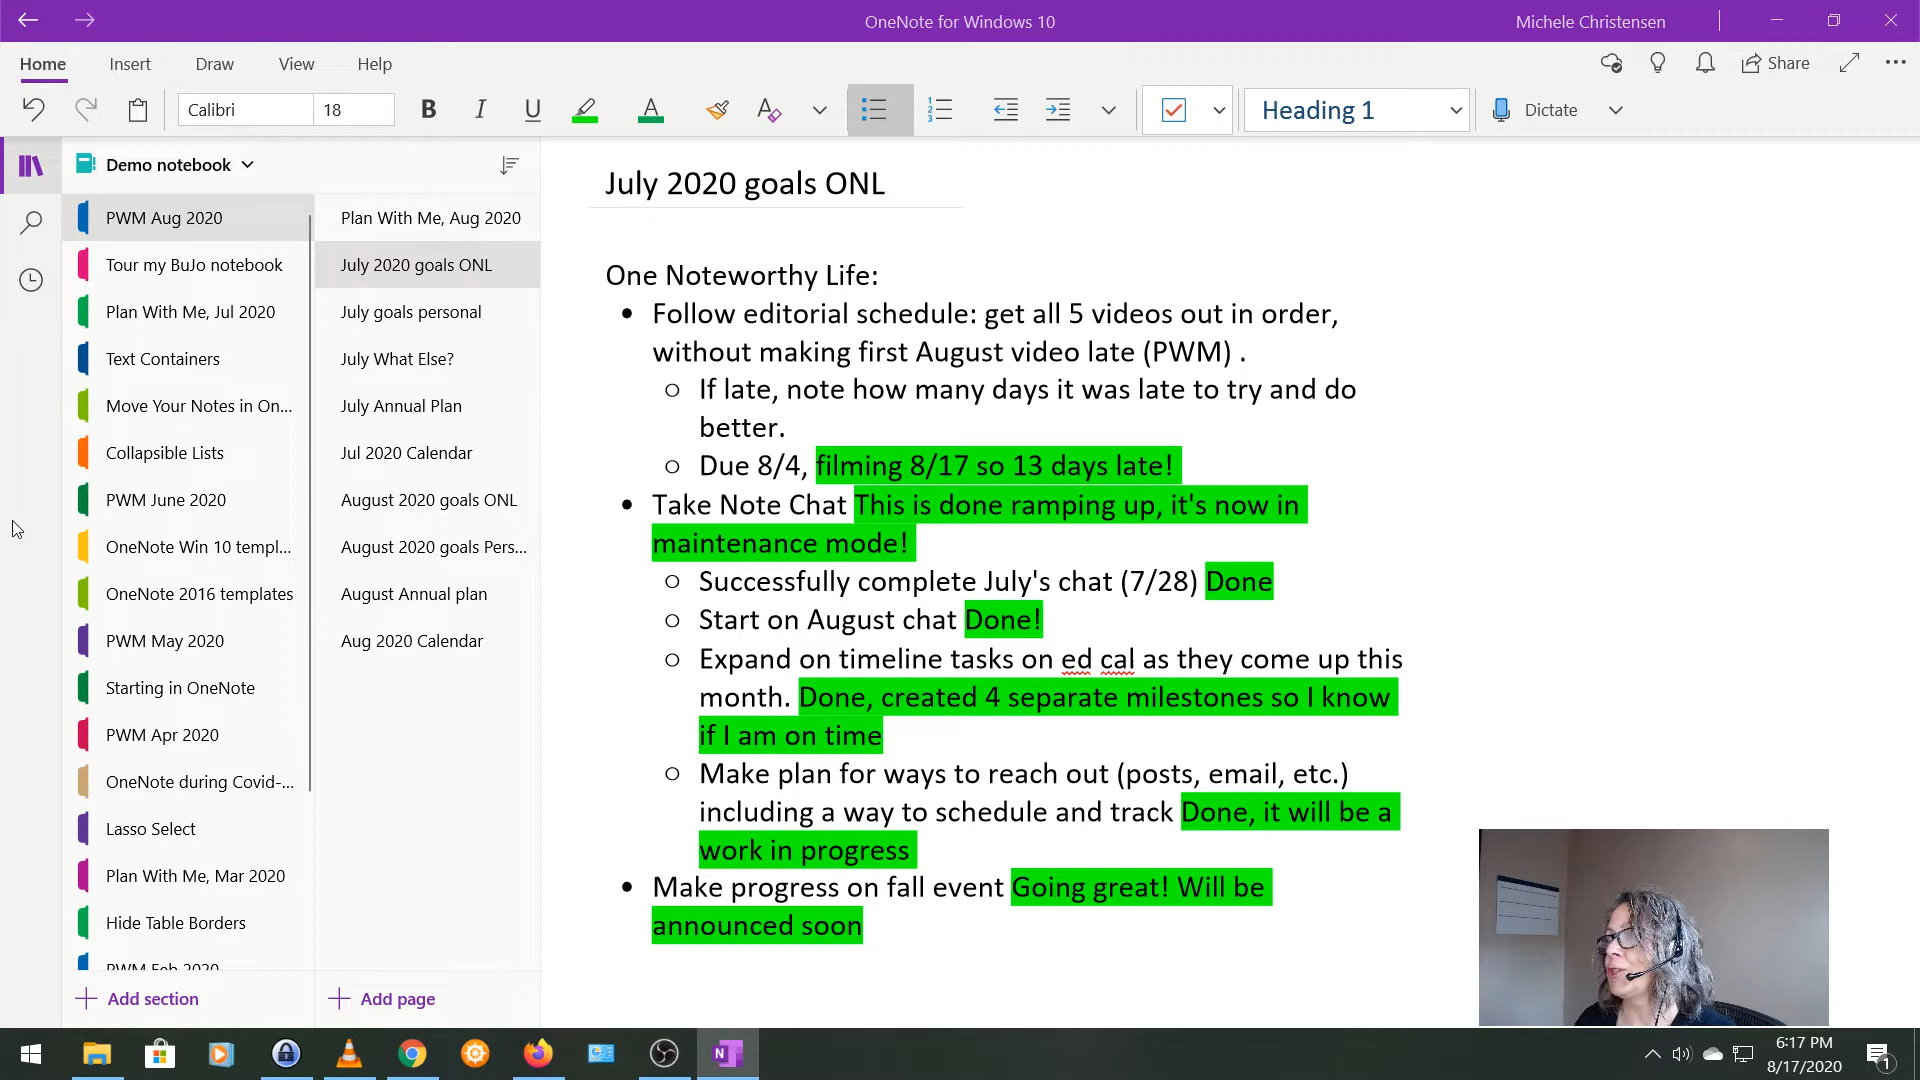 OneNote for Windows 10
Michele Christensen
Home
Insert
Draw
View
Help
Share
Calibri
18
B
I
U
A
Heading 1
Dictate
Demo notebook
PWM Aug 2020
Tour my BuJo notebook
Plan With Me, Jul 2020
Text Containers
Move Your Notes in On...
Collapsible Lists
PWM June 2020
OneNote Win 10 templ...
OneNote 2016 templates
PWM May 2020
Starting in OneNote
PWM Apr 2020
OneNote during Covid-...
Lasso Select
Plan With Me, Mar 2020
Hide Table Borders
PWM Feb 2020
Add section
Plan With Me, Aug 2020
July 2020 goals ONL
July goals personal
July What Else?
July Annual Plan
Jul 2020 Calendar
August 2020 goals ONL
August 2020 goals Pers...
August Annual plan
Aug 2020 Calendar
Add page
July 2020 goals ONL
One Noteworthy Life:
• Follow editorial schedule: get all 5 videos out in order,
without making first August video late (PWM) .
○ If late, note how many days it was late to try and do
better.
○ Due 8/4, filming 8/17 so 13 days late!
• Take Note Chat This is done ramping up, it's now in
maintenance mode!
○ Successfully complete July's chat (7/28) Done
○ Start on August chat Done!
○ Expand on timeline tasks on ed cal as they come up this
month. Done, created 4 separate milestones so I know
if I am on time
○ Make plan for ways to reach out (posts, email, etc.)
including a way to schedule and track Done, it will be a
work in progress
• Make progress on fall event Going great! Will be
announced soon
6:17 PM
8/17/2020
1